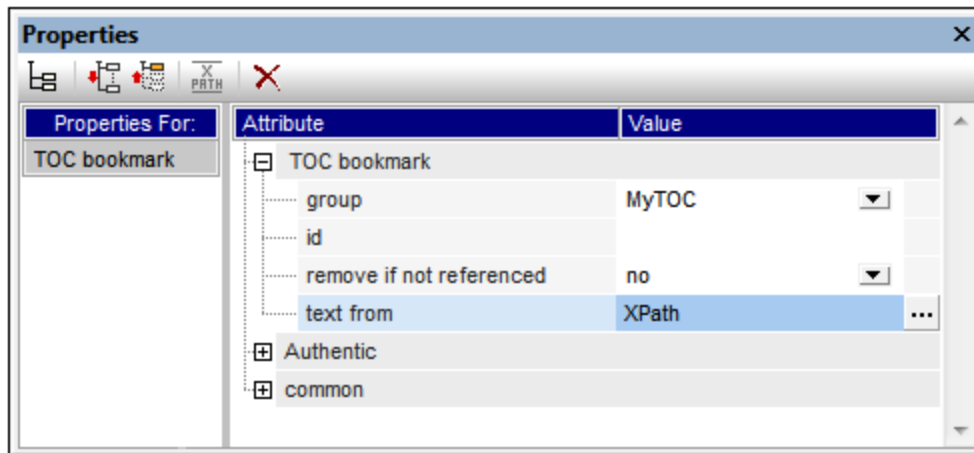 Properties
X
PATH
Properties For:
Attribute Value
TOC bookmark
TOC bookmark
group MyTOC
id
remove if not referenced no
text from XPath ...
Authentic
common